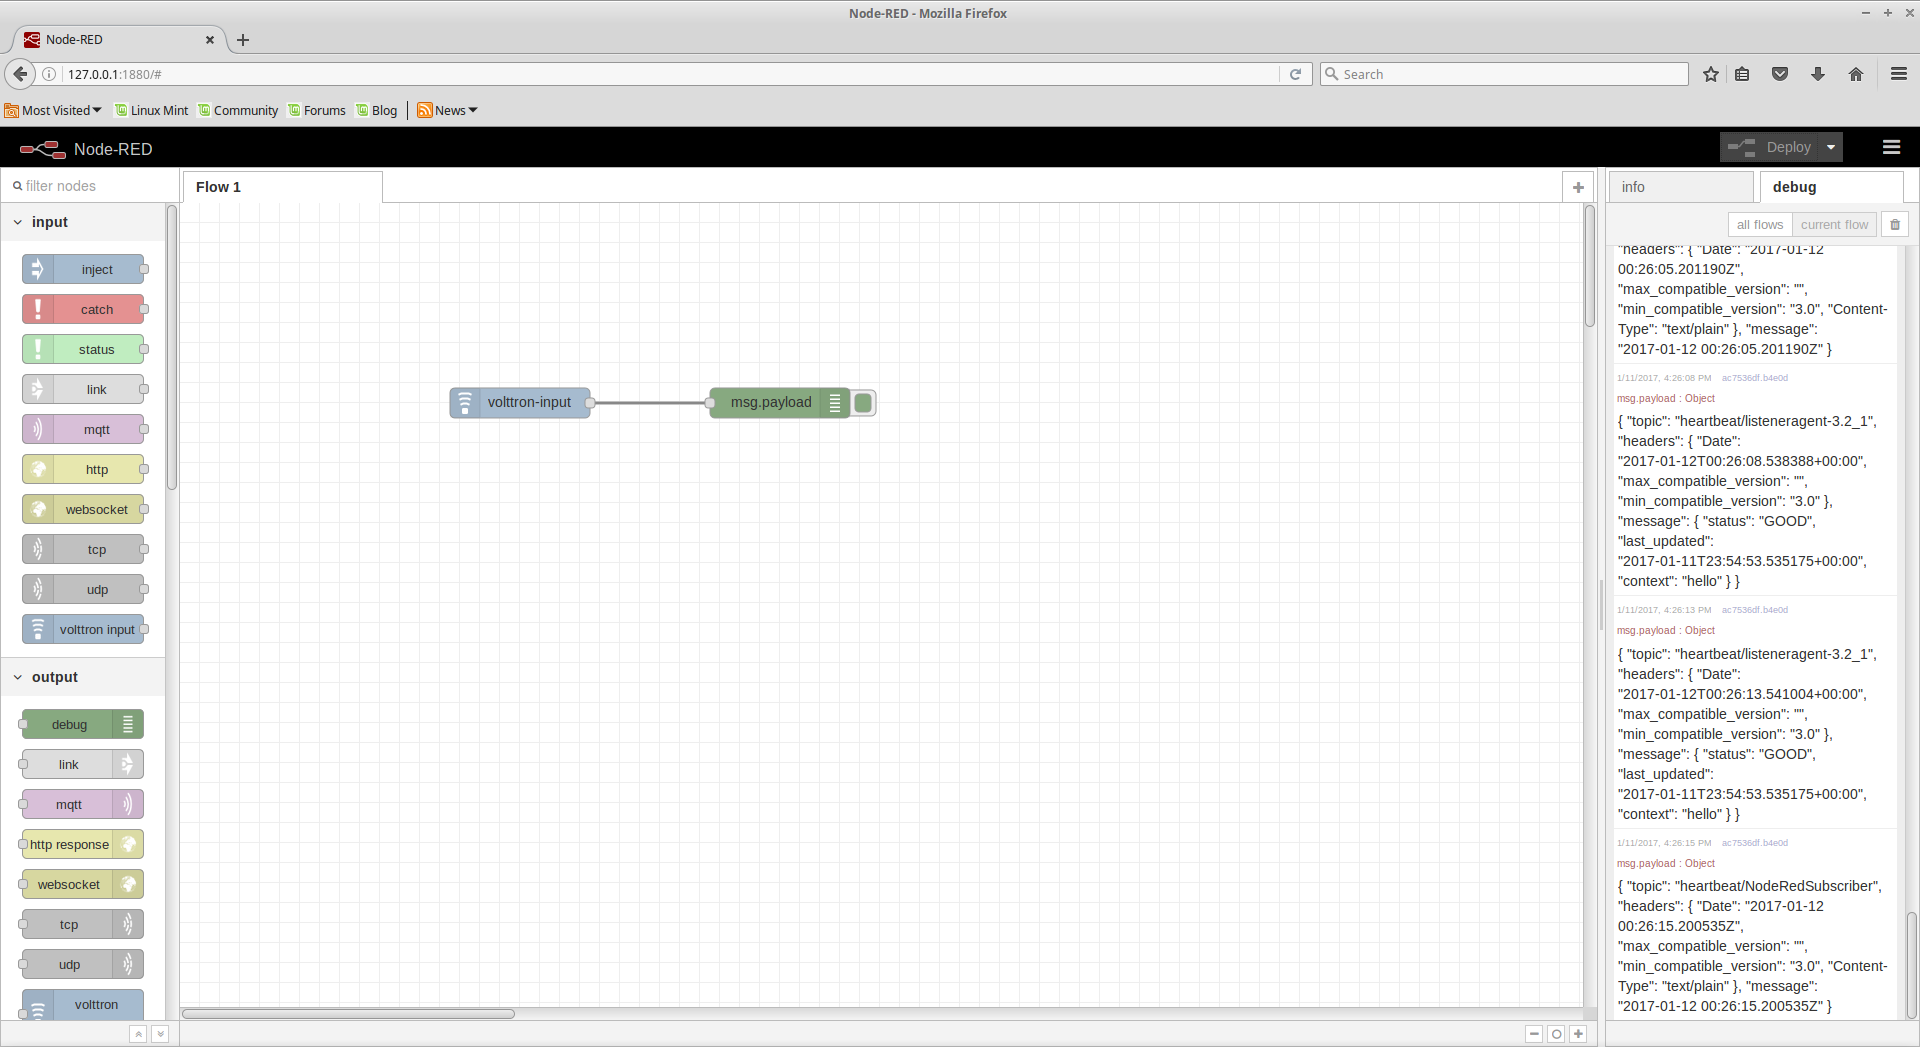 Node-RED - Mozilla Firefox
Node-RED
127.0.0.1:1880/#
Search
Most Visited
Linux Mint
Community
Forums
Blog
News
Node-RED
Deploy
filter nodes
input
inject
catch
status
link
mqtt
http
websocket
tcp
udp
volttron input
output
debug
link
mqtt
http response
websocket
tcp
udp
volttron
Flow 1
volttron-input
msg.payload
info
debug
all flows
current flow
"headers": { "Date": "2017-01-12
00:26:05.201190Z",
"max_compatible_version": "",
"min_compatible_version": "3.0", "Content-
Type": "text/plain" }, "message":
"2017-01-12 00:26:05.201190Z" }
1/11/2017, 4:26:08 PM ac7536df.b4e0d
msg.payload : Object
{ "topic": "heartbeat/listeneragent-3.2_1",
"headers": { "Date":
"2017-01-12T00:26:08.538388+00:00",
"max_compatible_version": "",
"min_compatible_version": "3.0" },
"message": { "status": "GOOD",
"last_updated":
"2017-01-11T23:54:53.535175+00:00",
"context": "hello" } }
1/11/2017, 4:26:13 PM ac7536df.b4e0d
msg.payload : Object
{ "topic": "heartbeat/listeneragent-3.2_1",
"headers": { "Date":
"2017-01-12T00:26:13.541004+00:00",
"max_compatible_version": "",
"min_compatible_version": "3.0" },
"message": { "status": "GOOD",
"last_updated":
"2017-01-11T23:54:53.535175+00:00",
"context": "hello" } }
1/11/2017, 4:26:15 PM ac7536df.b4e0d
msg.payload : Object
{ "topic": "heartbeat/NodeRedSubscriber",
"headers": { "Date": "2017-01-12
00:26:15.200535Z",
"max_compatible_version": "",
"min_compatible_version": "3.0", "Content-
Type": "text/plain" }, "message":
"2017-01-12 00:26:15.200535Z" }